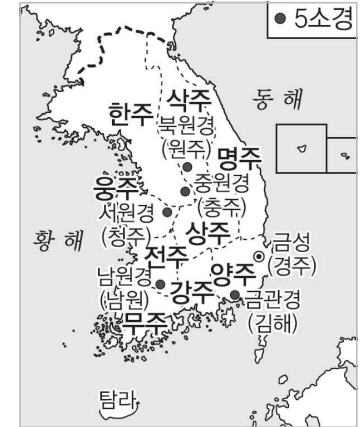 ● 5소경
동해
한주
삭주
북원경
(원주)
명주
중원경
(충주)
웅주
서원경
(청주)
황해
상주
금성
(경주)
전주
남원경
(남원)
양주
강주
금관경
(김해)
무주
탐라